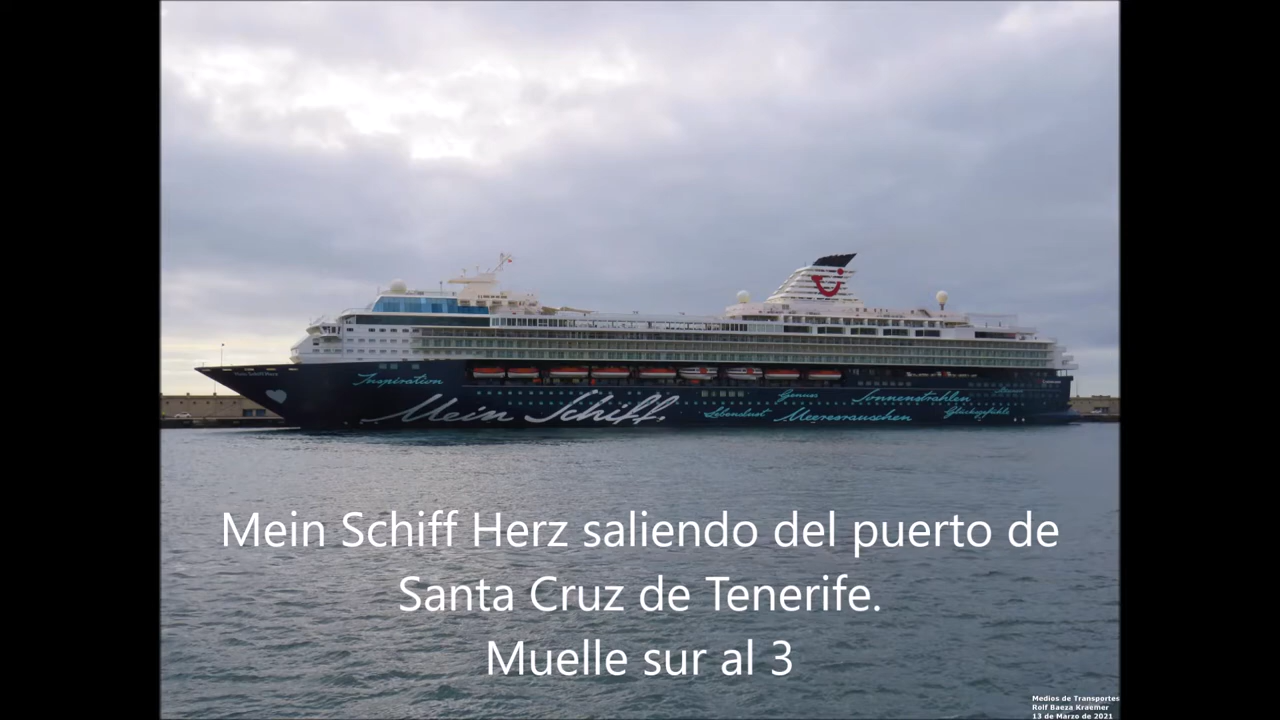 Inspiration
Mein Schiff
Genuss
Sonnenstrahlen
Lebenslust
Meeresrauschen
Glücksgefühle
Mein Schiff Herz saliendo del puerto de
Santa Cruz de Tenerife.
Muelle sur al 3
Medios de Transportes
Rolf Baeza Kraemer
13 de Marzo de 2021